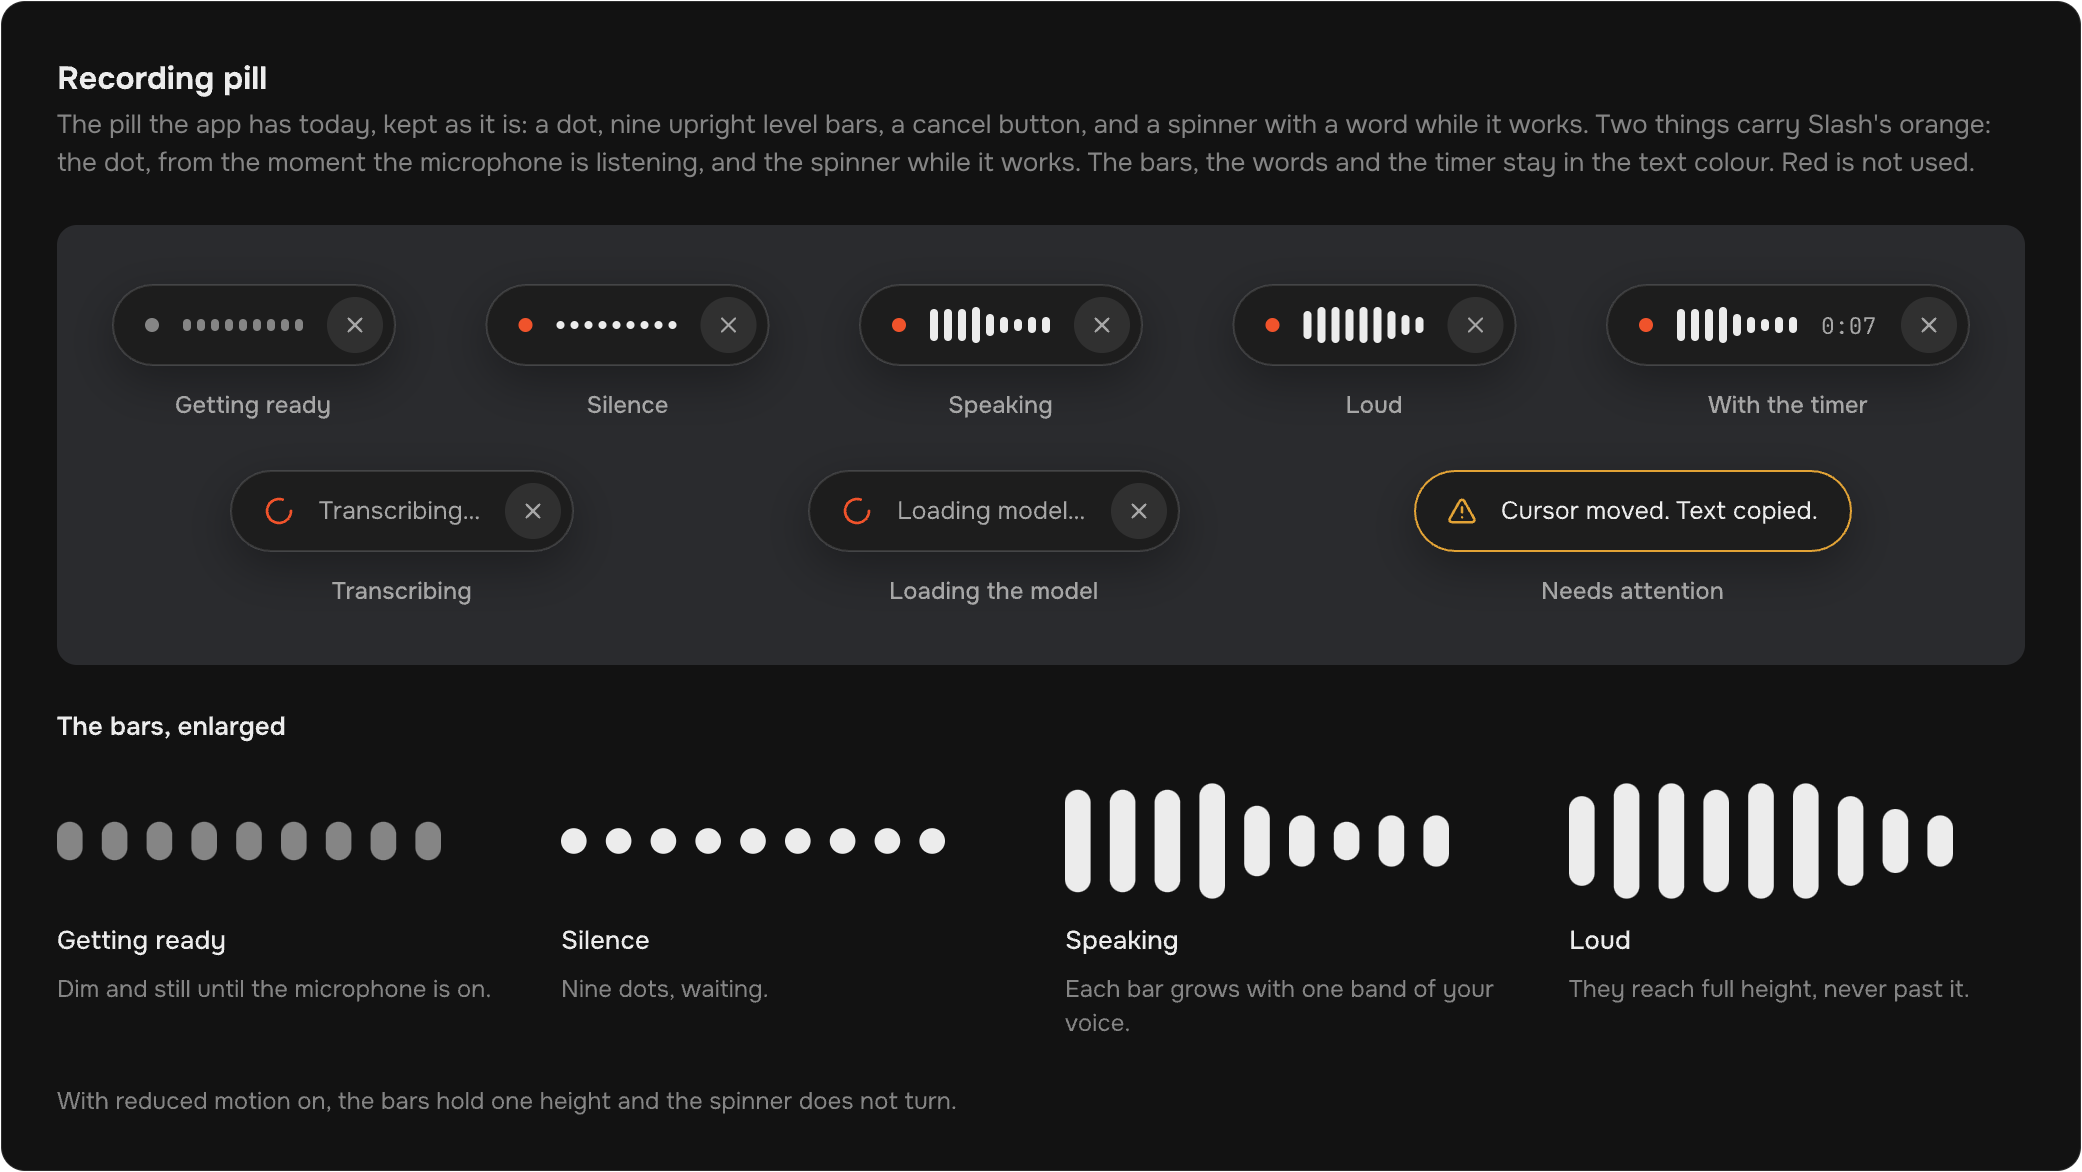 Recording pill
The pill the app has today, kept as it is: a dot, nine upright level bars, a cancel button, and a spinner with a word while it works. Two things carry Slash's orange:
the dot, from the moment the microphone is listening, and the spinner while it works. The bars, the words and the timer stay in the text colour. Red is not used.
0:07
Getting ready
Silence
Speaking
Loud
With the timer
Transcribing...
Loading model...
Cursor moved. Text copied.
Transcribing
Loading the model
Needs attention
The bars, enlarged
Getting ready
Silence
Speaking
Loud
Dim and still until the microphone is on.
Nine dots, waiting.
Each bar grows with one band of your
voice.
They reach full height, never past it.
With reduced motion on, the bars hold one height and the spinner does not turn.